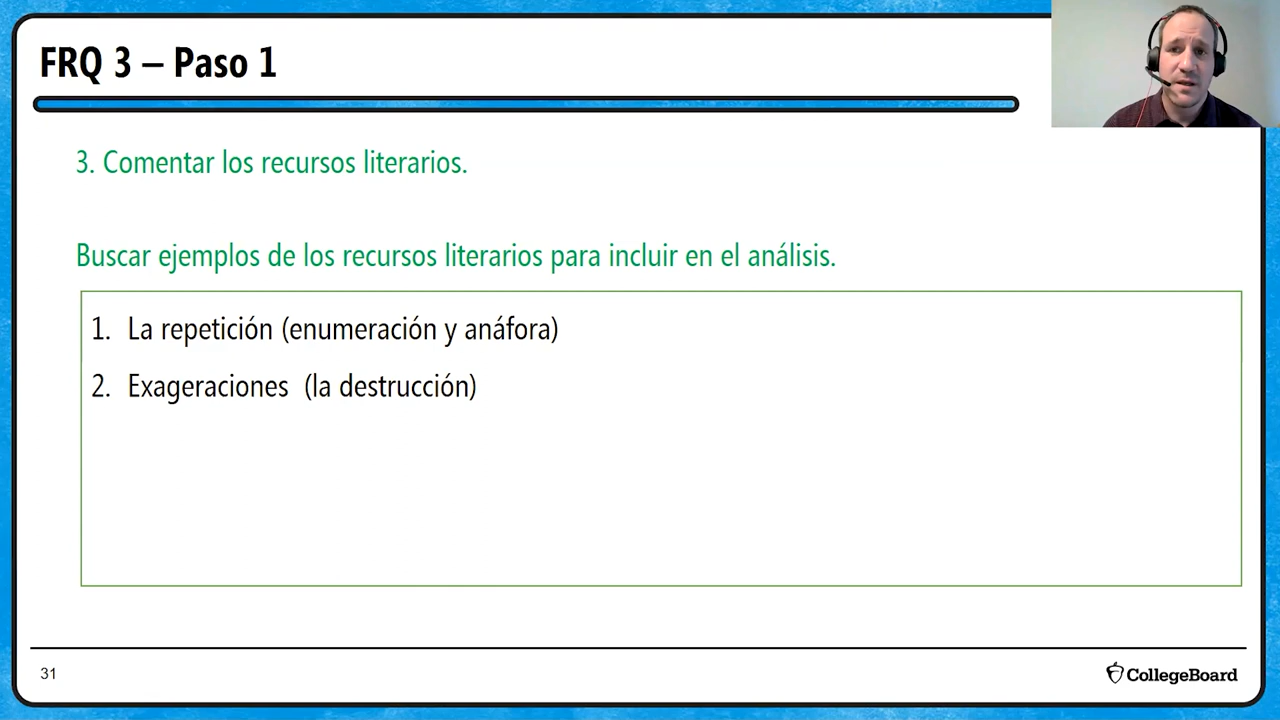 FRQ 3 – Paso 1
3. Comentar los recursos literarios.
Buscar ejemplos de los recursos literarios para incluir en el análisis.
1. La repetición (enumeración y anáfora)
2. Exageraciones (la destrucción)
31
CollegeBoard